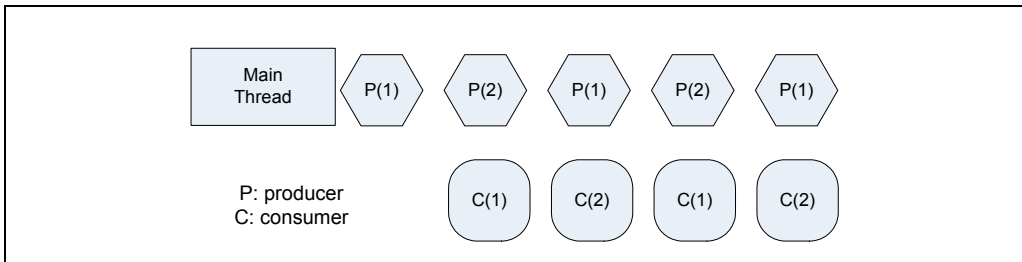 Main
Thread
P(1)
P(2)
P(1)
P(2)
P(1)
P: producer
C: consumer
C(1)
C(2)
C(1)
C(2)